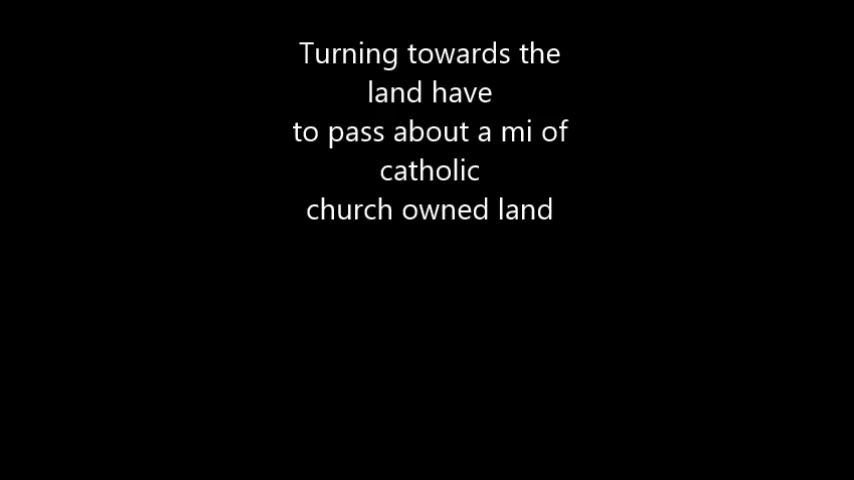 Turning towards the
land have
to pass about a mi of
catholic
church owned land